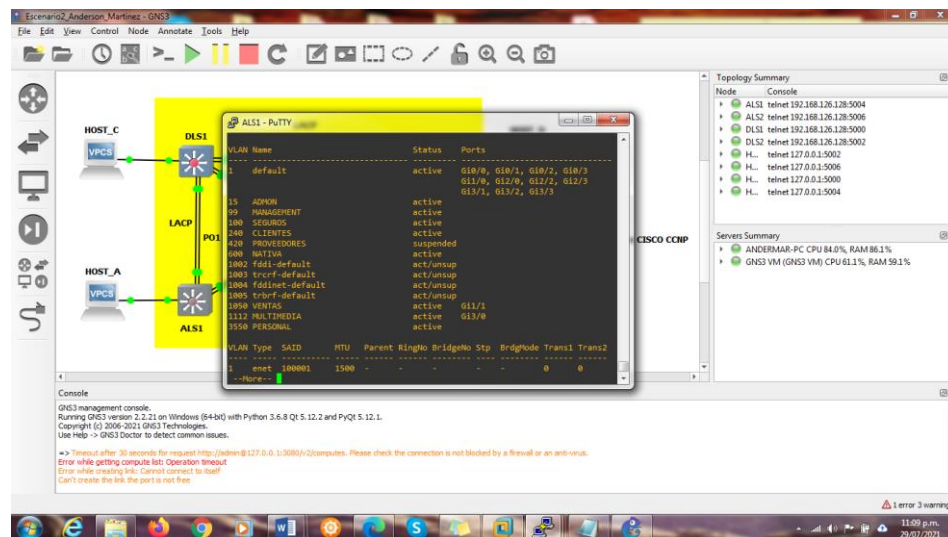 Escenario2_Anderson_Martinez - GNS3
File Edit View Control Node Annotate Tools Help
HOST_C
VPCS
DLS1
LACP
PO1
HOST_A
VPCS
ALS1
CISCO CCNP
ALS1 - PuTTY
VLAN Name Status Ports
1 default active Gi0/0, Gi0/1, Gi0/2, Gi0/3
Gi1/0, Gi2/0, Gi2/2, Gi2/3
Gi3/1, Gi3/2, Gi3/3
15 ADMON active
99 MANAGEMENT active
100 SEGUROS active
240 CLIENTES active
420 PROVEEDORES suspended
600 NATIVA active
1002 fddi-default act/unsup
1003 trcrf-default act/unsup
1004 fddinet-default act/unsup
1005 trbrf-default act/unsup
1050 VENTAS active Gi1/1
1112 MULTIMEDIA active Gi3/0
3550 PERSONAL active
VLAN Type SAID MTU Parent RingNo BridgeNo Stp BrdgMode Trans1 Trans2
1 enet 100001 1500 - - - - - 0 0
--More--
Topology Summary
Node Console
ALS1 telnet 192.168.126.128:5004
ALS2 telnet 192.168.126.128:5006
DLS1 telnet 192.168.126.128:5000
DLS2 telnet 192.168.126.128:5002
H... telnet 127.0.0.1:5002
H... telnet 127.0.0.1:5006
H... telnet 127.0.0.1:5000
H... telnet 127.0.0.1:5004
Servers Summary
ANDERMAR-PC CPU 84.0%, RAM 86.1%
GNS3 VM (GNS3 VM) CPU 61.1%, RAM 59.1%
Console
GNS3 management console.
Running GNS3 version 2.2.21 on Windows (64-bit) with Python 3.6.8 Qt 5.12.2 and PyQt 5.12.1.
Copyright (c) 2006-2021 GNS3 Technologies.
Use Help -> GNS3 Doctor to detect common issues.
=> Timeout after 30 seconds for request http://admin@127.0.0.1:3080/v2/computes. Please check the connection is not blocked by a firewall or an anti-virus.
Error while getting compute list: Operation timeout
Error while creating link: Cannot connect to itself
Can't create the link the port is not free
1 error 3 warning
11:09 p.m.
29/07/2021